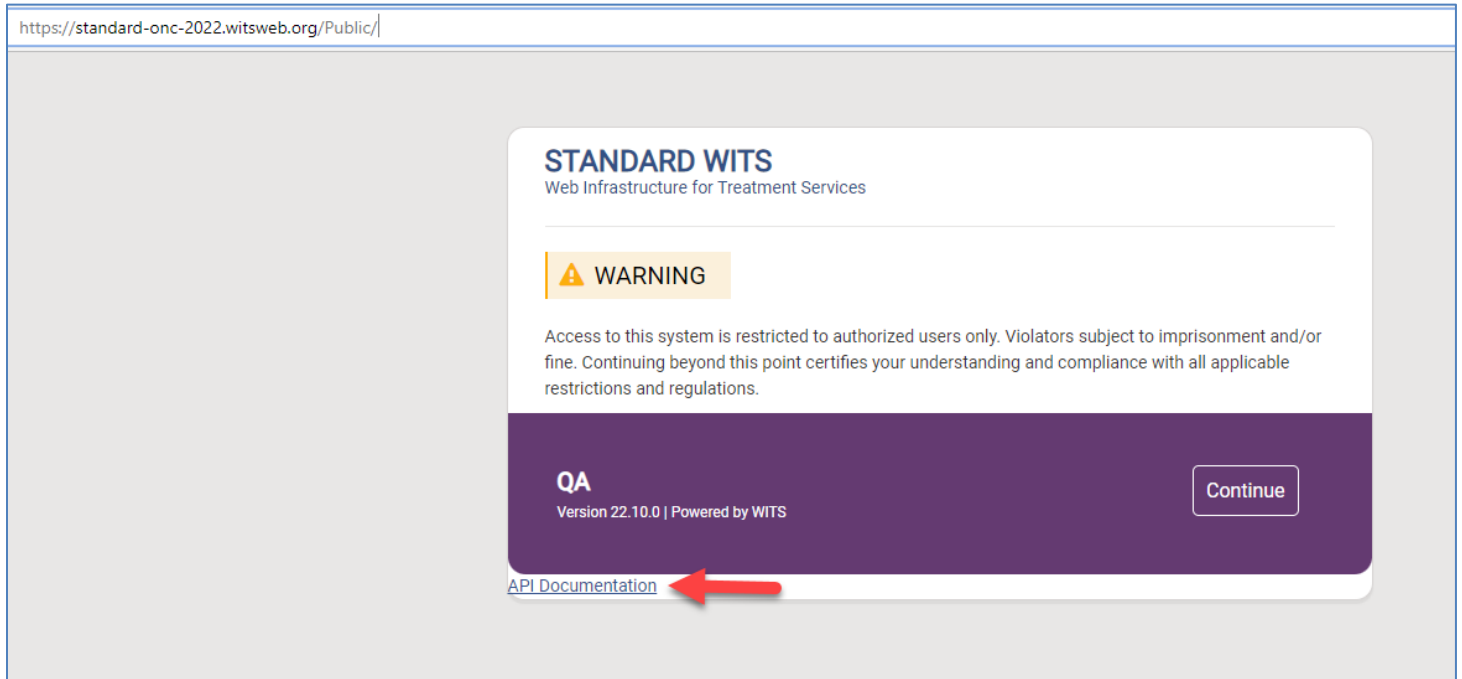 https://standard-onc-2022.witsweb.org/Public/
STANDARD WITS
Web Infrastructure for Treatment Services
WARNING
Access to this system is restricted to authorized users only. Violators subject to imprisonment and/or
fine. Continuing beyond this point certifies your understanding and compliance with all applicable
restrictions and regulations.
QA
Continue
Version 22.10.0 | Powered by WITS
API Documentation